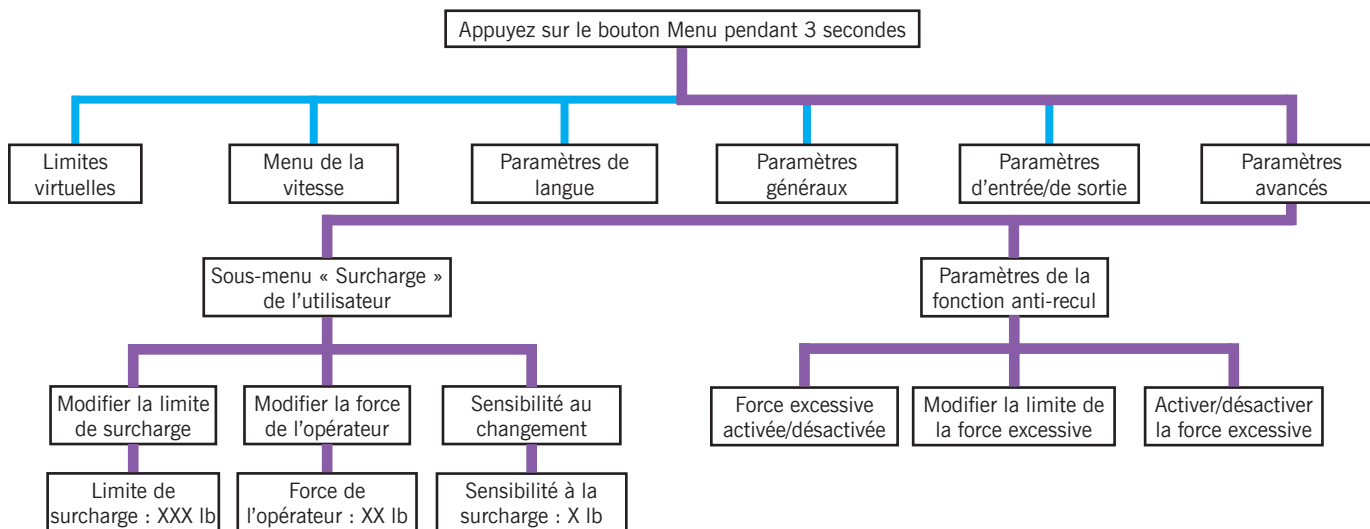 Appuyez sur le bouton Menu pendant 3 secondes
Limites
virtuelles
Menu de la
vitesse
Paramètres de
langue
Paramètres
généraux
Paramètres
d'entrée/de sortie
Paramètres
avancés
Sous-menu « Surcharge »
de l'utilisateur
Paramètres de la
fonction anti-recul
Modifier la limite
de surcharge
Modifier la force
de l'opérateur
Sensibilité au
changement
Force excessive
activée/désactivée
Modifier la limite de
la force excessive
Activer/désactiver
la force excessive
Limite de
surcharge : XXX lb
Force de
l'opérateur : XX lb
Sensibilité à la
surcharge : X lb